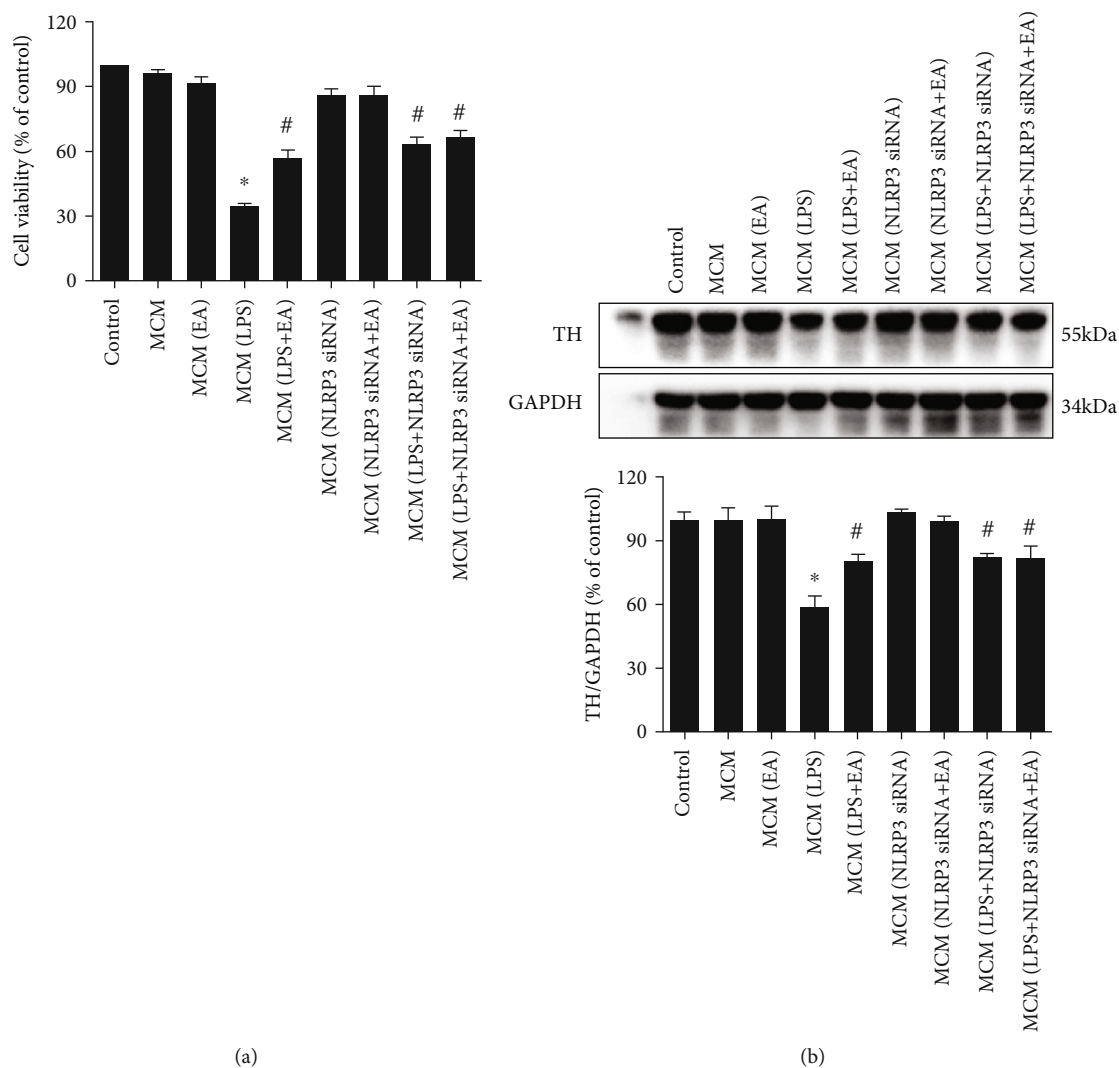 120
90
60
30
0
Cell viability (% of control)
*
#
#
#
Control
MCM
MCM (EA)
MCM (LPS)
MCM (LPS+EA)
MCM (NLRP3 siRNA)
MCM (NLRP3 siRNA+EA)
MCM (LPS+NLRP3 siRNA)
MCM (LPS+NLRP3 siRNA+EA)
(a)
Control
MCM
MCM (EA)
MCM (LPS)
MCM (LPS+EA)
MCM (NLRP3 siRNA)
MCM (NLRP3 siRNA+EA)
MCM (LPS+NLRP3 siRNA)
MCM (LPS+NLRP3 siRNA+EA)
TH
55kDa
GAPDH
34kDa
120
90
60
30
0
TH/GAPDH (% of control)
*
#
#
#
Control
MCM
MCM (EA)
MCM (LPS)
MCM (LPS+EA)
MCM (NLRP3 siRNA)
MCM (NLRP3 siRNA+EA)
MCM (LPS+NLRP3 siRNA)
MCM (LPS+NLRP3 siRNA+EA)
(b)